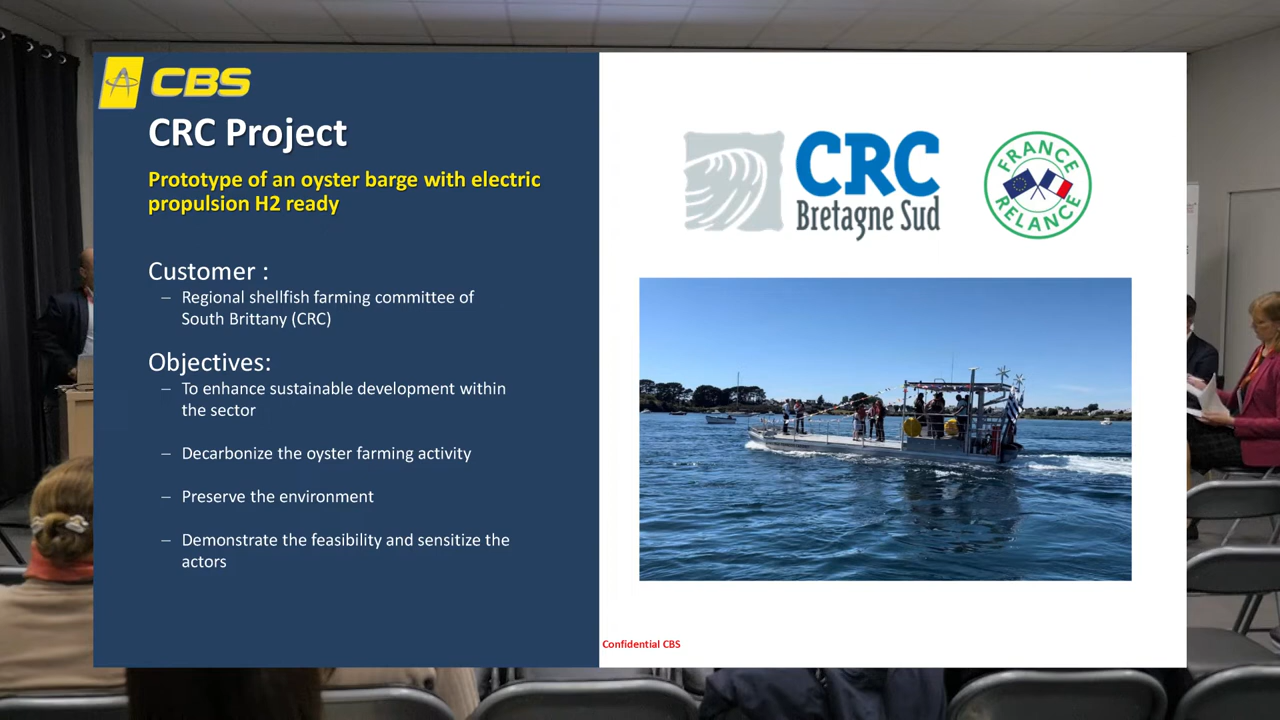 CBS
CRC Project
Prototype of an oyster barge with electric
propulsion H2 ready
Customer :
– Regional shellfish farming committee of
South Brittany (CRC)
Objectives:
– To enhance sustainable development within
the sector
– Decarbonize the oyster farming activity
– Preserve the environment
– Demonstrate the feasibility and sensitize the
actors
CRC
Bretagne Sud
FRANCE
RELANCE
Confidential CBS